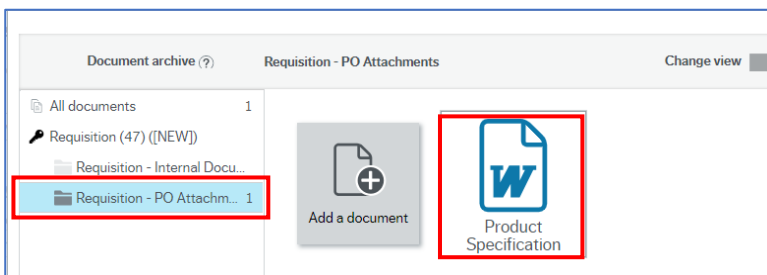 Document archive (?)
Requisition - PO Attachments
Change view
All documents 1
Requisition (47) ([NEW])
Requisition - Internal Docu...
Requisition - PO Attachm... 1
Add a document
W
Product
Specification